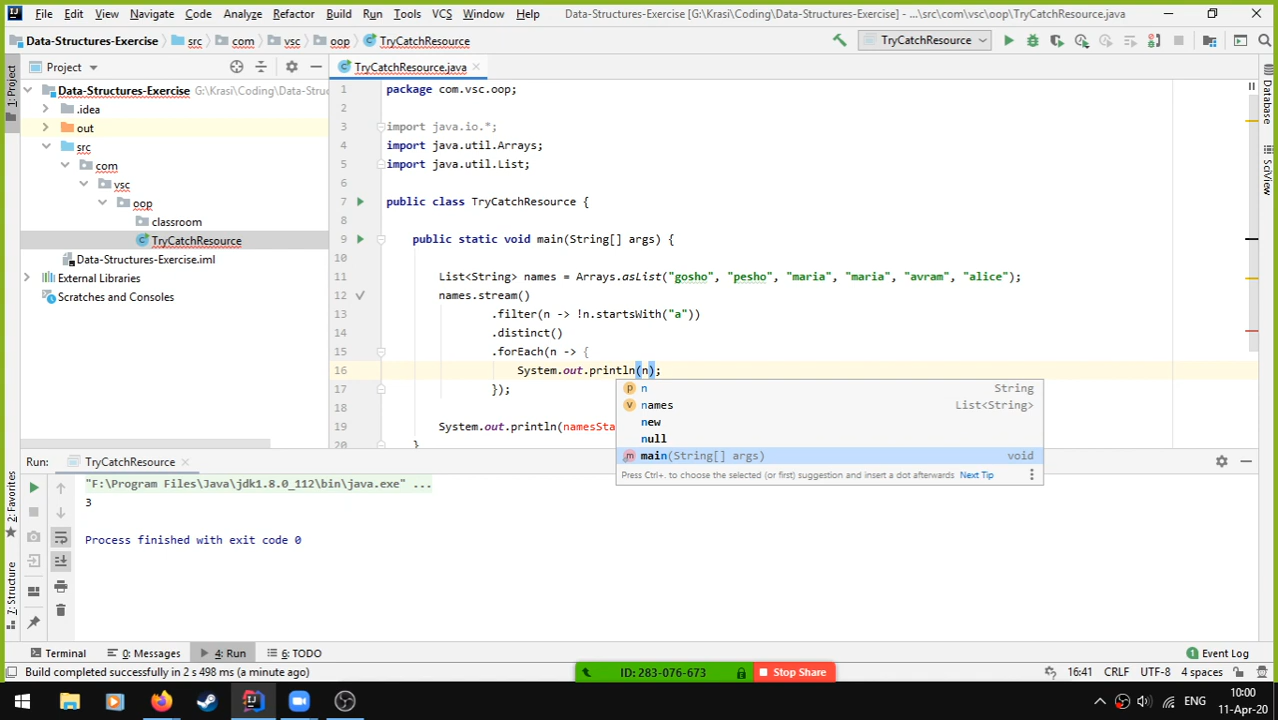 File Edit View Navigate Code Analyze Refactor Build Run Tools VCS Window Help Data-Structures-Exercise [G:\Krasi\Coding\Data-Structures-Exercise] - ...\src\com\vsc\oop\TryCatchResource.java
Data-Structures-Exercise src com vsc oop TryCatchResource TryCatchResource
1: Project
Project
Data-Structures-Exercise G:\Krasi\Coding\Data-Struc
.idea
out
src
com
vsc
oop
classroom
TryCatchResource
Data-Structures-Exercise.iml
External Libraries
Scratches and Consoles
TryCatchResource.java
1 package com.vsc.oop;
2
3 import java.io.*;
4 import java.util.Arrays;
5 import java.util.List;
6
7 public class TryCatchResource {
8
9 public static void main(String[] args) {
10
11 List<String> names = Arrays.asList("gosho", "pesho", "maria", "maria", "avram", "alice");
12 names.stream()
13 .filter(n -> !n.startsWith("a"))
14 .distinct()
15 .forEach(n -> {
16 System.out.println(n);
17 });
18
19 System.out.println(namesSta
20 }
n String
names List<String>
new
null
main(String[] args) void
Press Ctrl+. to choose the selected (or first) suggestion and insert a dot afterwards Next Tip
Database
SciView
2: Favorites
7: Structure
Run: TryCatchResource
"F:\Program Files\Java\jdk1.8.0_112\bin\java.exe" ...
3
Process finished with exit code 0
Terminal 0: Messages 4: Run 6: TODO 1 Event Log
Build completed successfully in 2 s 498 ms (a minute ago) ID: 283-076-673 Stop Share 16:41 CRLF UTF-8 4 spaces
ENG 10:00
11-Apr-20